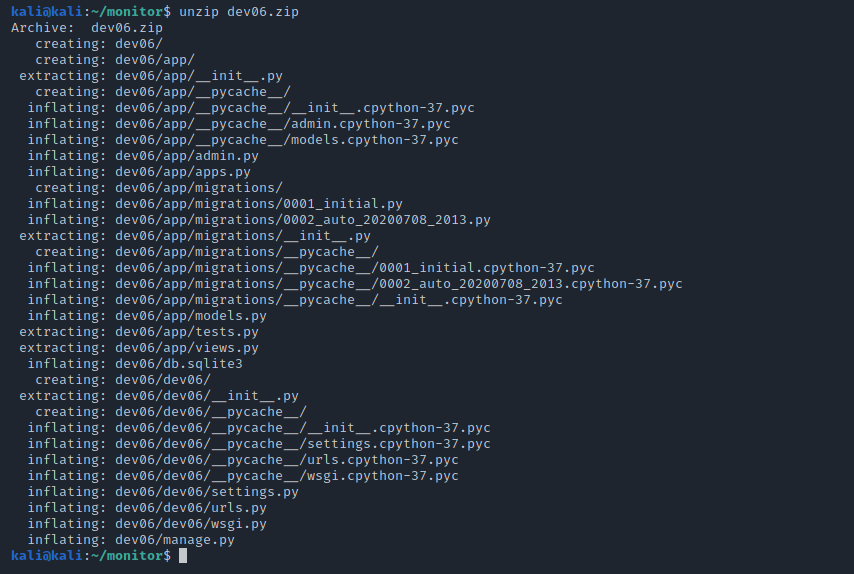 kali@kali:~/monitor$ unzip dev06.zip
Archive:  dev06.zip
   creating: dev06/
   creating: dev06/app/
 extracting: dev06/app/__init__.py
   creating: dev06/app/__pycache__/
  inflating: dev06/app/__pycache__/__init__.cpython-37.pyc
  inflating: dev06/app/__pycache__/admin.cpython-37.pyc
  inflating: dev06/app/__pycache__/models.cpython-37.pyc
  inflating: dev06/app/admin.py
  inflating: dev06/app/apps.py
   creating: dev06/app/migrations/
  inflating: dev06/app/migrations/0001_initial.py
  inflating: dev06/app/migrations/0002_auto_20200708_2013.py
 extracting: dev06/app/migrations/__init__.py
   creating: dev06/app/migrations/__pycache__/
  inflating: dev06/app/migrations/__pycache__/0001_initial.cpython-37.pyc
  inflating: dev06/app/migrations/__pycache__/0002_auto_20200708_2013.cpython-37.pyc
  inflating: dev06/app/migrations/__pycache__/__init__.cpython-37.pyc
  inflating: dev06/app/models.py
 extracting: dev06/app/tests.py
 extracting: dev06/app/views.py
  inflating: dev06/db.sqlite3
   creating: dev06/dev06/
 extracting: dev06/dev06/__init__.py
   creating: dev06/dev06/__pycache__/
  inflating: dev06/dev06/__pycache__/__init__.cpython-37.pyc
  inflating: dev06/dev06/__pycache__/settings.cpython-37.pyc
  inflating: dev06/dev06/__pycache__/urls.cpython-37.pyc
  inflating: dev06/dev06/__pycache__/wsgi.cpython-37.pyc
  inflating: dev06/dev06/settings.py
  inflating: dev06/dev06/urls.py
  inflating: dev06/dev06/wsgi.py
  inflating: dev06/manage.py
kali@kali:~/monitor$